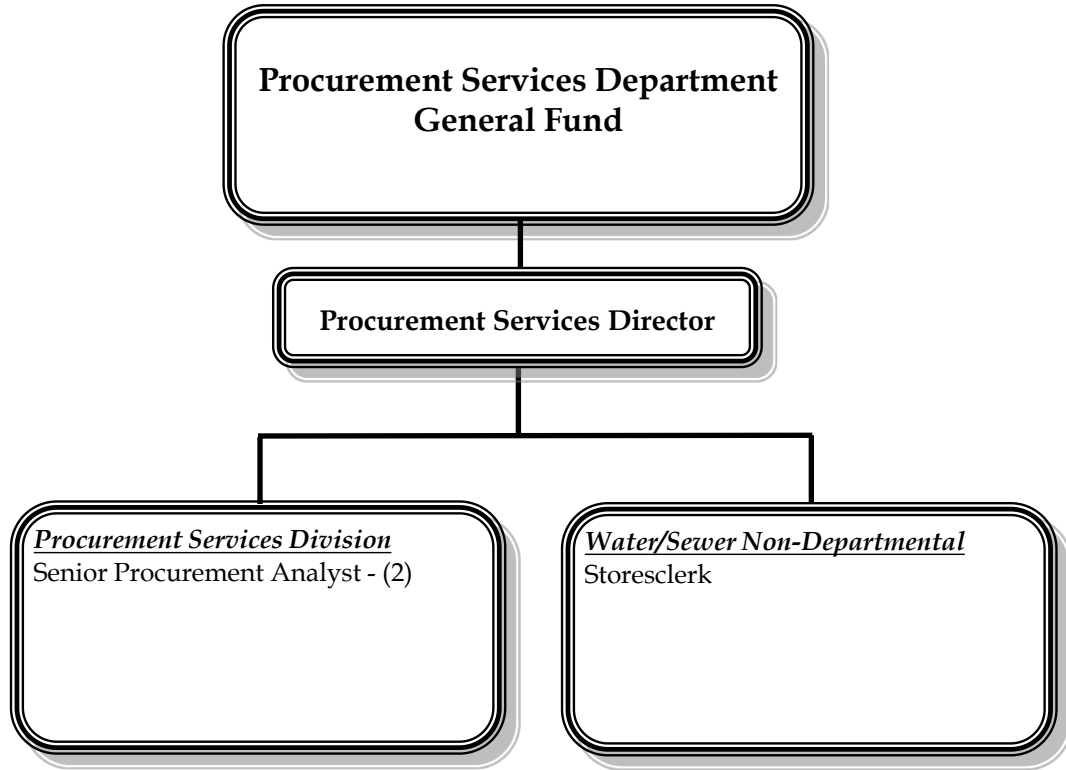 Procurement Services Department
General Fund
Procurement Services Director
Procurement Services Division
Senior Procurement Analyst - (2)
Water/Sewer Non-Departmental
Storesclerk